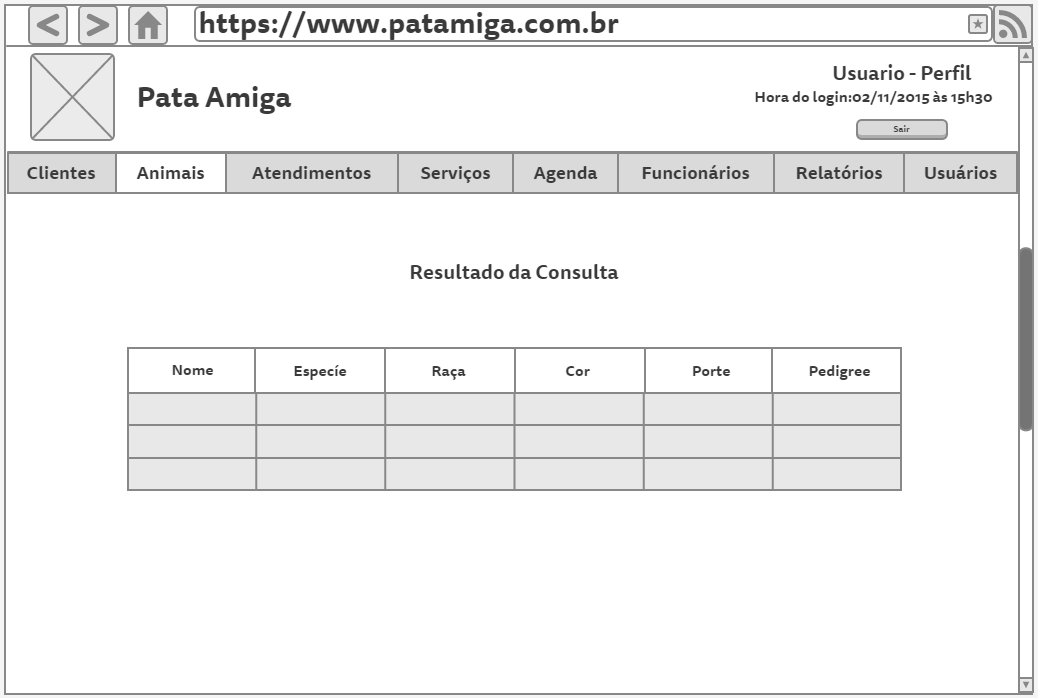 https://www.patamiga.com.br
Pata Amiga
Usuario - Perfil
Hora do login:02/11/2015 às 15h30
Sair
Clientes Animais Atendimentos Serviços Agenda Funcionários Relatórios Usuários
Resultado da Consulta
Nome Especíe Raça Cor Porte Pedigree